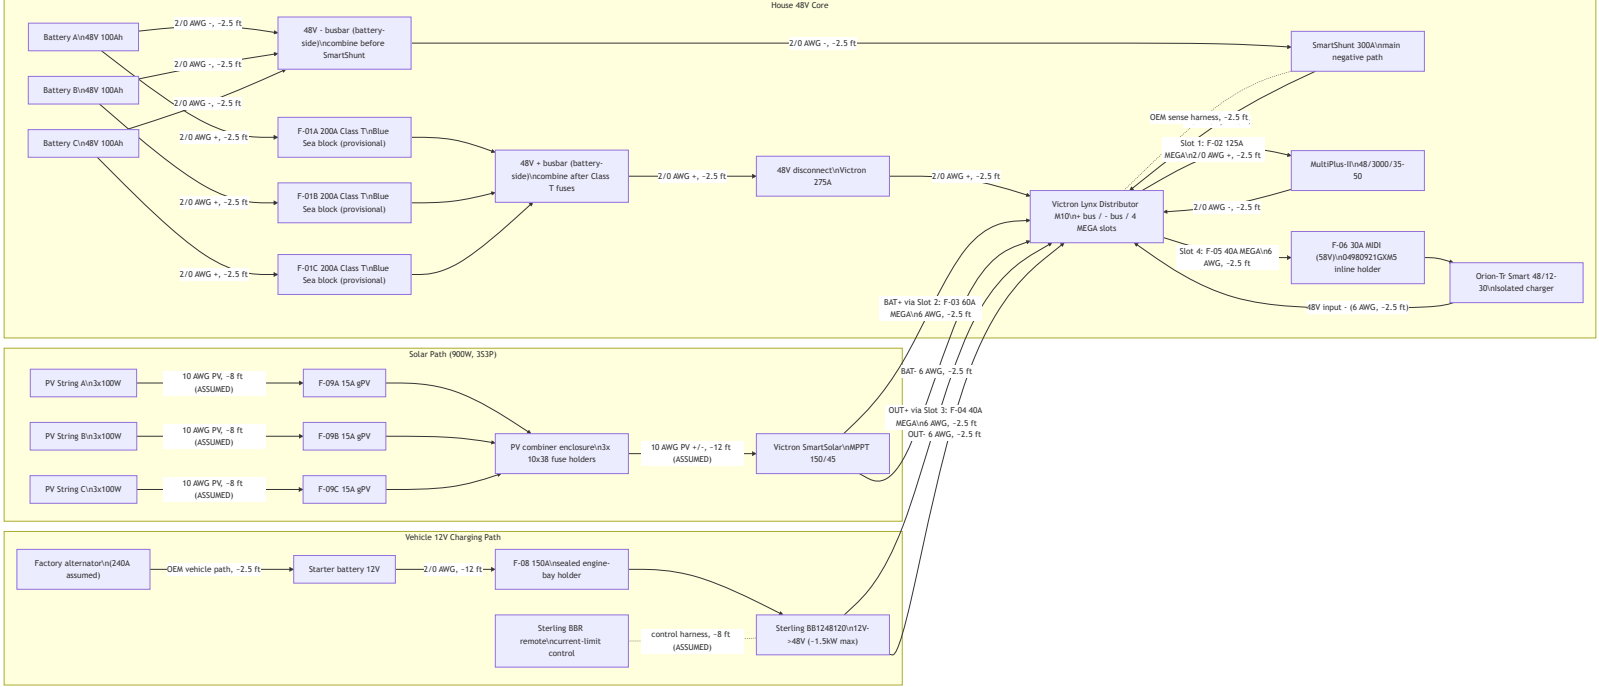 House 48V Core
Battery A\n48V 100Ah
Battery B\n48V 100Ah
Battery C\n48V 100Ah
2/0 AWG -, ~2.5 ft
2/0 AWG -, ~2.5 ft
2/0 AWG -, ~2.5 ft
2/0 AWG +, ~2.5 ft
2/0 AWG +, ~2.5 ft
2/0 AWG +, ~2.5 ft
48V - busbar (battery-
side)\ncombine before
SmartShunt
F-01A 200A Class T\nBlue
Sea block (provisional)
F-01B 200A Class T\nBlue
Sea block (provisional)
F-01C 200A Class T\nBlue
Sea block (provisional)
48V + busbar (battery-
side)\ncombine after Class
T fuses
2/0 AWG +, ~2.5 ft
2/0 AWG -, ~2.5 ft
48V disconnect\nVictron
275A
2/0 AWG +, ~2.5 ft
Victron Lynx Distributor
M10\n+ bus / - bus / 4
MEGA slots
SmartShunt 300A\nmain
negative path
OEM sense harness, ~2.5 ft
Slot 1: F-02 125A
MEGA\n2/0 AWG +, ~2.5 ft
MultiPlus-II\n48/3000/35-
50
2/0 AWG -, ~2.5 ft
Slot 4: F-05 40A MEGA\n6
AWG, ~2.5 ft
F-06 30A MIDI
(58V)\n04980921GXM5
inline holder
Orion-Tr Smart 48/12-
30\nIsolated charger
48V input - (6 AWG, ~2.5 ft)
BAT+ via Slot 2: F-03 60A
MEGA\n6 AWG, ~2.5 ft
BAT- 6 AWG, ~2.5 ft
OUT+ via Slot 3: F-04 40A
MEGA\n6 AWG, ~2.5 ft
OUT- 6 AWG, ~2.5 ft
Solar Path (900W, 3S3P)
PV String A\n3x100W
PV String B\n3x100W
PV String C\n3x100W
10 AWG PV, ~8 ft
(ASSUMED)
10 AWG PV, ~8 ft
(ASSUMED)
10 AWG PV, ~8 ft
(ASSUMED)
F-09A 15A gPV
F-09B 15A gPV
F-09C 15A gPV
PV combiner enclosure\n3x
10x38 fuse holders
10 AWG PV +/-, ~12 ft
(ASSUMED)
Victron SmartSolar\nMPPT
150/45
Vehicle 12V Charging Path
Factory alternator\n(240A
assumed)
OEM vehicle path, ~2.5 ft
Starter battery 12V
2/0 AWG, ~12 ft
F-08 150A\nsealed engine-
bay holder
Sterling BBR
remote\ncurrent-limit
control
control harness, ~8 ft
(ASSUMED)
Sterling BB1248120\n12V-
>48V (~1.5kW max)